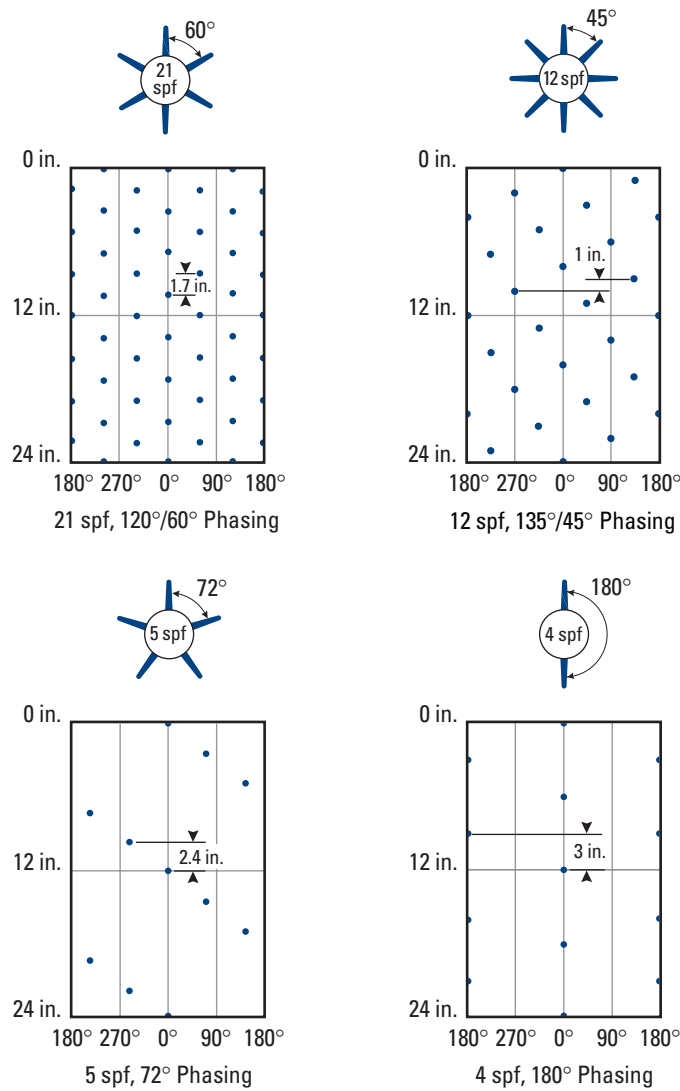 60°
21
spf
0 in.
1.7 in.
12 in.
24 in.
180° 270° 0° 90° 180°
21 spf, 120°/60° Phasing
45°
12 spf
0 in.
1 in.
12 in.
24 in.
180° 270° 0° 90° 180°
12 spf, 135°/45° Phasing
72°
5 spf
0 in.
2.4 in.
12 in.
24 in.
180° 270° 0° 90° 180°
5 spf, 72° Phasing
180°
4 spf
0 in.
3 in.
12 in.
24 in.
180° 270° 0° 90° 180°
4 spf, 180° Phasing